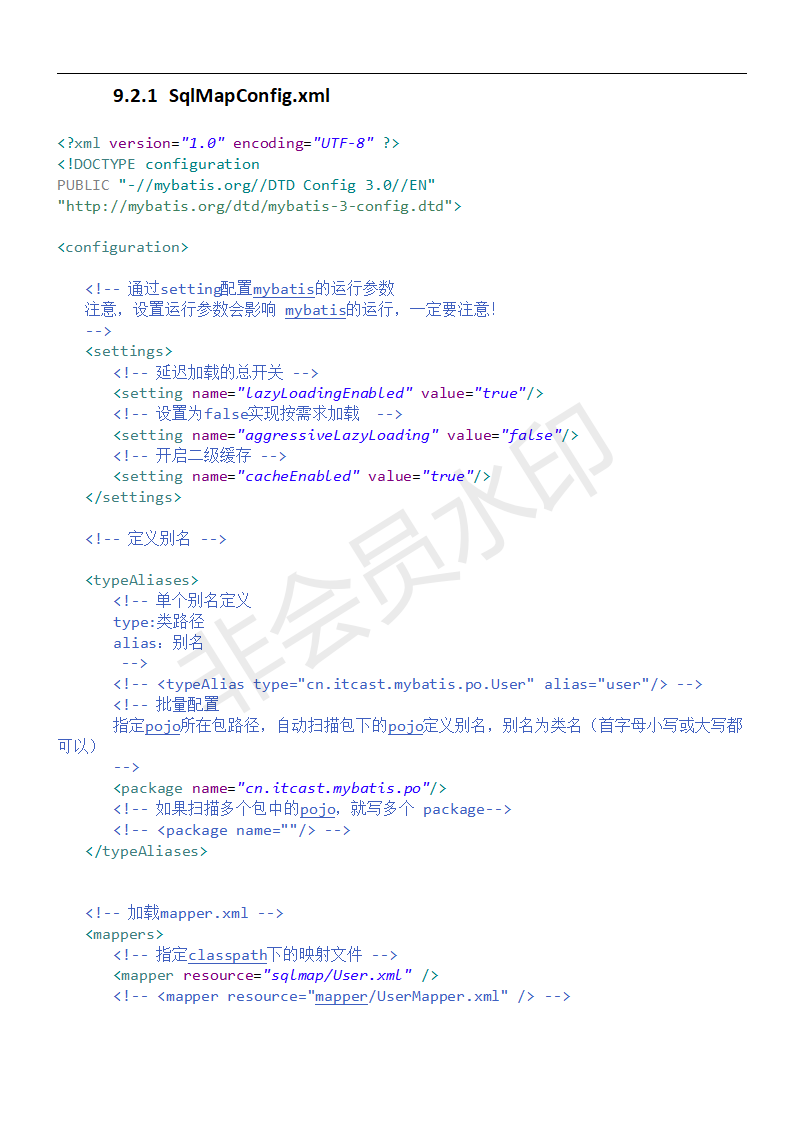 9.2.1 SqlMapConfig.xml
<?xml version="1.0" encoding="UTF-8" ?>
<!DOCTYPE configuration
PUBLIC "-//mybatis.org//DTD Config 3.0//EN"
"http://mybatis.org/dtd/mybatis-3-config.dtd">
<configuration>
<!-- 通过setting配置mybatis的运行参数
注意，设置运行参数会影响 mybatis的运行，一定要注意！
-->
<settings>
<!-- 延迟加载的总开关 -->
<setting name="lazyLoadingEnabled" value="true"/>
<!-- 设置为false实现按需求加载  -->
<setting name="aggressiveLazyLoading" value="false"/>
<!-- 开启二级缓存 -->
<setting name="cacheEnabled" value="true"/>
</settings>
<!-- 定义别名 -->
<typeAliases>
<!-- 单个别名定义
type:类路径
alias：别名
-->
<!-- <typeAlias type="cn.itcast.mybatis.po.User" alias="user"/> -->
<!-- 批量配置
指定pojo所在包路径，自动扫描包下的pojo定义别名，别名为类名（首字母小写或大写都
可以）
-->
<package name="cn.itcast.mybatis.po"/>
<!-- 如果扫描多个包中的pojo，就写多个 package-->
<!-- <package name=""/> -->
</typeAliases>
<!-- 加载mapper.xml -->
<mappers>
<!-- 指定classpath下的映射文件 -->
<mapper resource="sqlmap/User.xml" />
<!-- <mapper resource="mapper/UserMapper.xml" /> -->
非会员水印